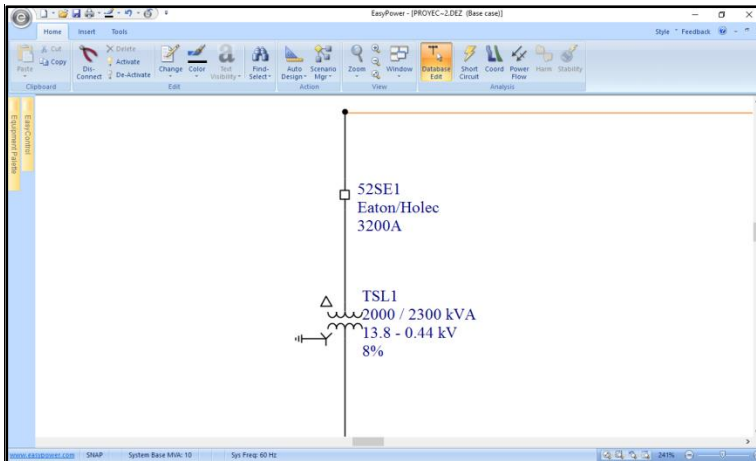 EasyPower - [PROYEC~2.DEZ (Base case)]
Home Insert Tools
Style Feedback
Paste
Cut
Copy
Dis-Connect
Delete
Activate
De-Activate
Change
Color
Text Visibility
Find-Select
Auto Design
Scenario Mgr
Zoom
Window
Database Edit
Short Circuit
Coord
Power Flow
Harm
Stability
Clipboard
Edit
Action
View
Analysis
EasyControl
Equipment Palette
52SE1
Eaton/Holec
3200A
TSL1
2000 / 2300 kVA
13.8 - 0.44 kV
8%
www.easypower.com SNAP System Base MVA: 10 Sys Freq: 60 Hz 241%